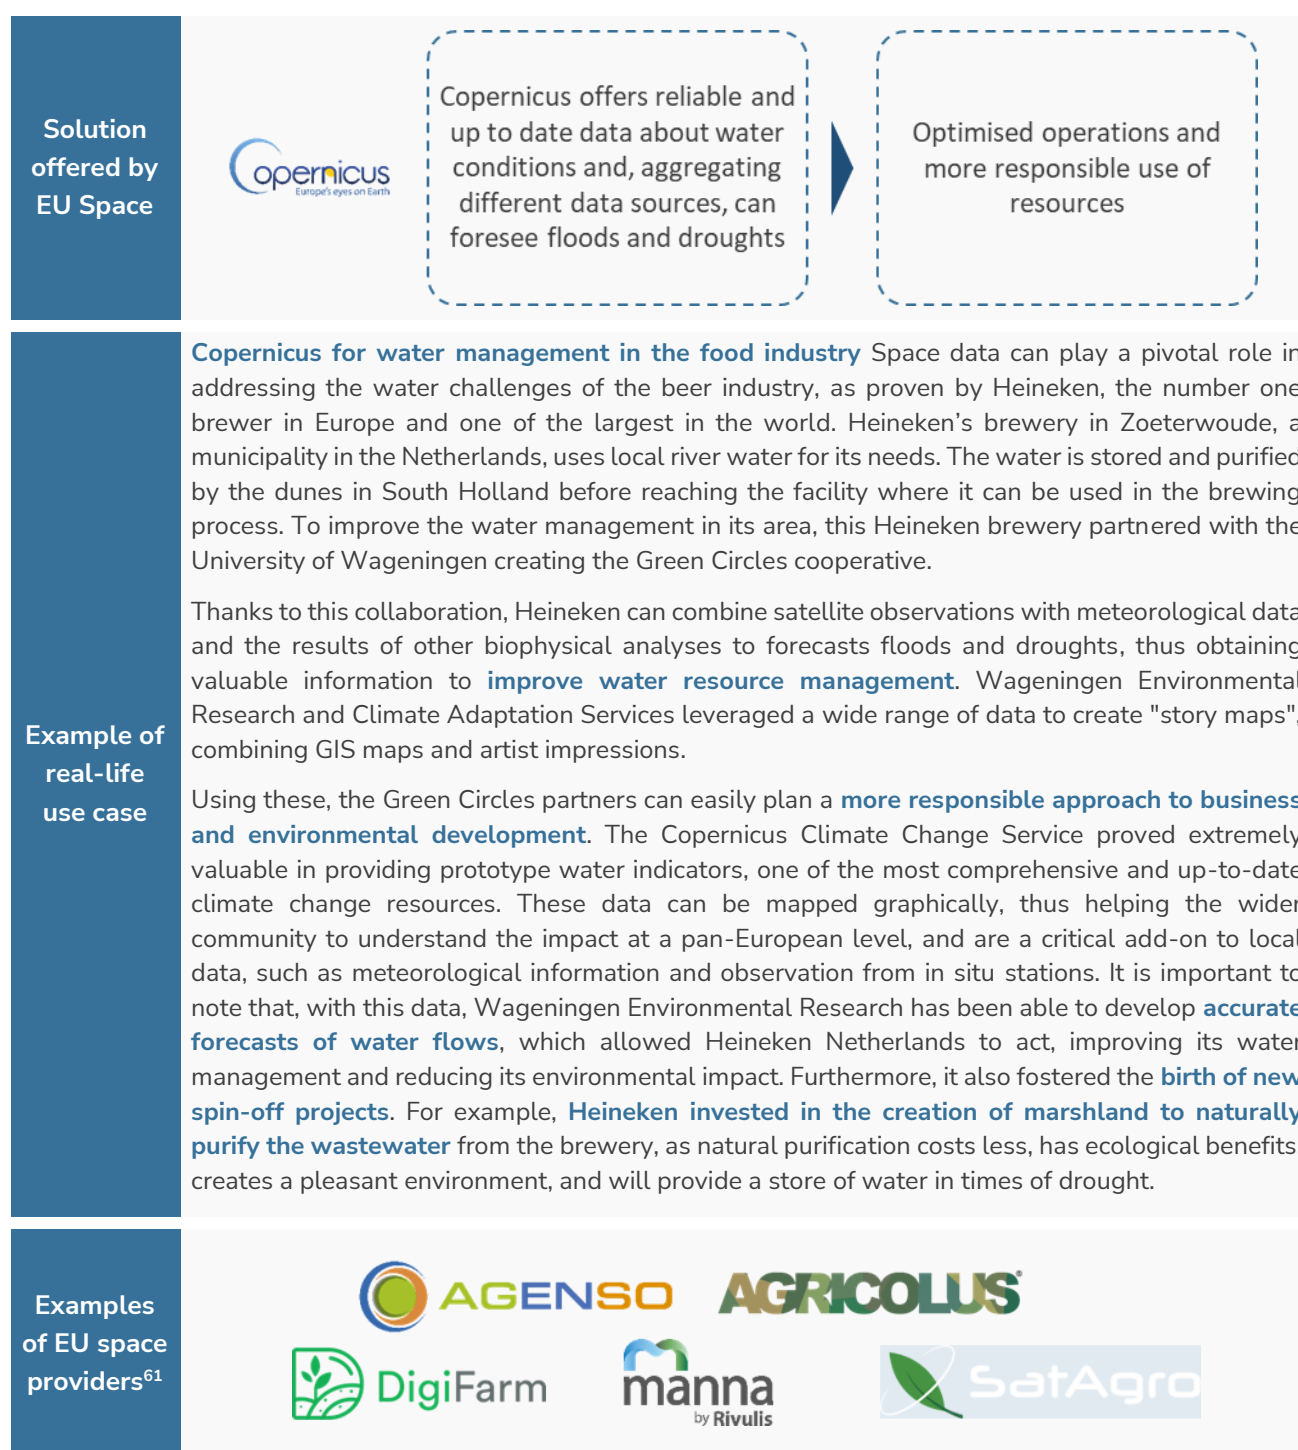 Solution
offered by
EU Space
Copernicus
Europe's eyes on Earth
Copernicus offers reliable and
up to date data about water
conditions and, aggregating
different data sources, can
foresee floods and droughts
Optimised operations and
more responsible use of
resources
Example of
real-life
use case
Copernicus for water management in the food industry Space data can play a pivotal role in
addressing the water challenges of the beer industry, as proven by Heineken, the number one
brewer in Europe and one of the largest in the world. Heineken’s brewery in Zoeterwoude, a
municipality in the Netherlands, uses local river water for its needs. The water is stored and purified
by the dunes in South Holland before reaching the facility where it can be used in the brewing
process. To improve the water management in its area, this Heineken brewery partnered with the
University of Wageningen creating the Green Circles cooperative.
Thanks to this collaboration, Heineken can combine satellite observations with meteorological data
and the results of other biophysical analyses to forecasts floods and droughts, thus obtaining
valuable information to improve water resource management. Wageningen Environmental
Research and Climate Adaptation Services leveraged a wide range of data to create "story maps",
combining GIS maps and artist impressions.
Using these, the Green Circles partners can easily plan a more responsible approach to business
and environmental development. The Copernicus Climate Change Service proved extremely
valuable in providing prototype water indicators, one of the most comprehensive and up-to-date
climate change resources. These data can be mapped graphically, thus helping the wider
community to understand the impact at a pan-European level, and are a critical add-on to local
data, such as meteorological information and observation from in situ stations. It is important to
note that, with this data, Wageningen Environmental Research has been able to develop accurate
forecasts of water flows, which allowed Heineken Netherlands to act, improving its water
management and reducing its environmental impact. Furthermore, it also fostered the birth of new
spin-off projects. For example, Heineken invested in the creation of marshland to naturally
purify the wastewater from the brewery, as natural purification costs less, has ecological benefits
creates a pleasant environment, and will provide a store of water in times of drought.
Examples
of EU space
providers61
AGENSO
AGRICOLUS®
DigiFarm
manna
by Rivulis
SatAgro